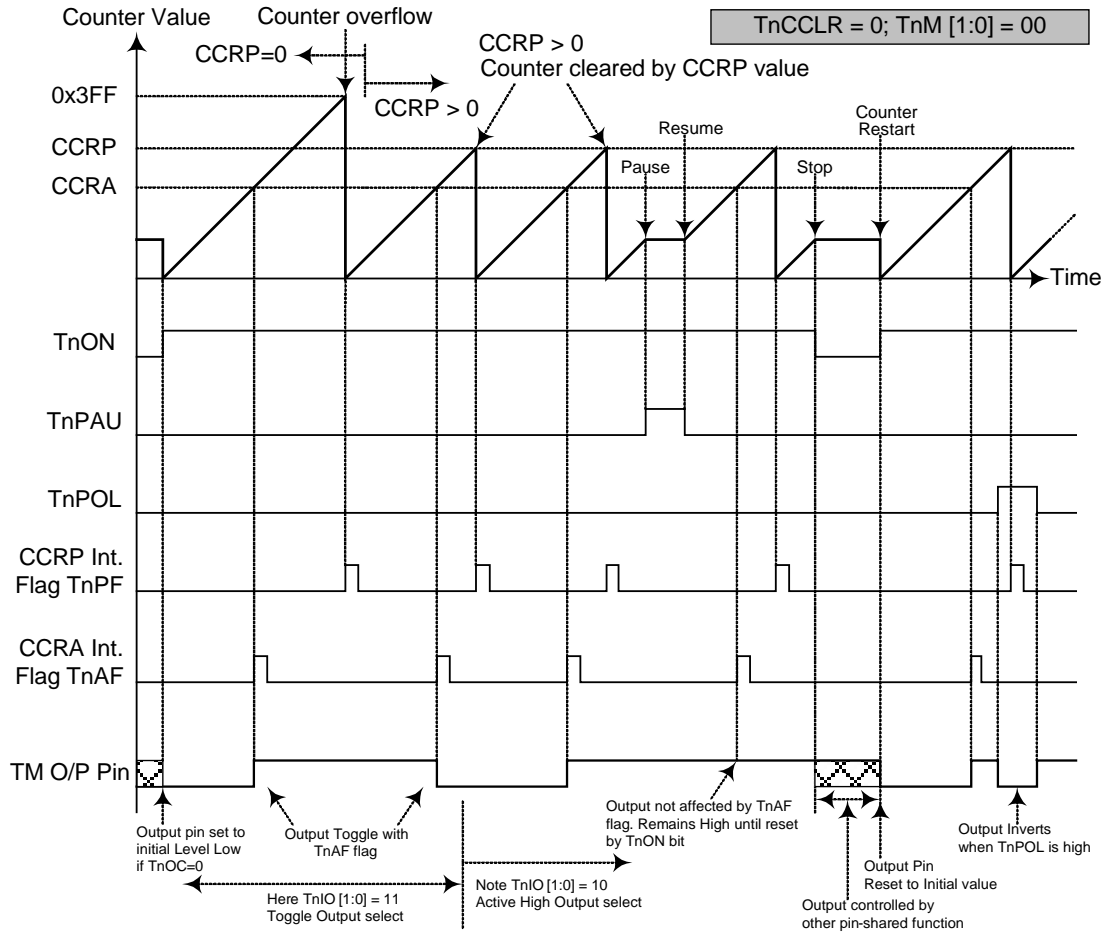 Counter Value
Counter overflow
TnCCLR = 0; TnM [1:0] = 00
CCRP=0
CCRP > 0
CCRP > 0
Counter cleared by CCRP value
0x3FF
CCRP
CCRA
Pause
Resume
Stop
Counter
Restart
Time
TnON
TnPAU
TnPOL
CCRP Int.
Flag TnPF
CCRA Int.
Flag TnAF
TM O/P Pin
Output pin set to
initial Level Low
if TnOC=0
Output Toggle with
TnAF flag
Here TnIO [1:0] = 11
Toggle Output select
Note TnIO [1:0] = 10
Active High Output select
Output not affected by TnAF
flag. Remains High until reset
by TnON bit
Output controlled by
other pin-shared function
Output Pin
Reset to Initial value
Output Inverts
when TnPOL is high